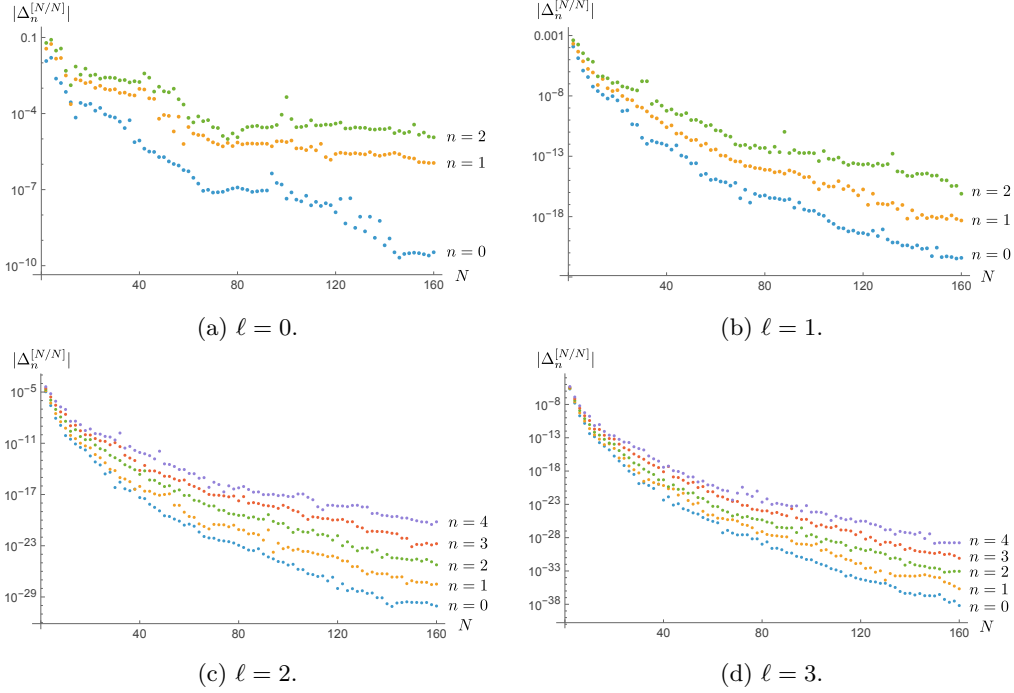 |Δ_n^{[N/N]}|
0.1
10^{-4}
10^{-7}
10^{-10}
40
80
120
160
N
n = 2
n = 1
n = 0
(a) ℓ = 0.
|Δ_n^{[N/N]}|
0.001
10^{-8}
10^{-13}
10^{-18}
40
80
120
160
N
n = 2
n = 1
n = 0
(b) ℓ = 1.
|Δ_n^{[N/N]}|
10^{-5}
10^{-11}
10^{-17}
10^{-23}
10^{-29}
40
80
120
160
N
n = 4
n = 3
n = 2
n = 1
n = 0
(c) ℓ = 2.
|Δ_n^{[N/N]}|
10^{-8}
10^{-13}
10^{-18}
10^{-23}
10^{-28}
10^{-33}
10^{-38}
40
80
120
160
N
n = 4
n = 3
n = 2
n = 1
n = 0
(d) ℓ = 3.